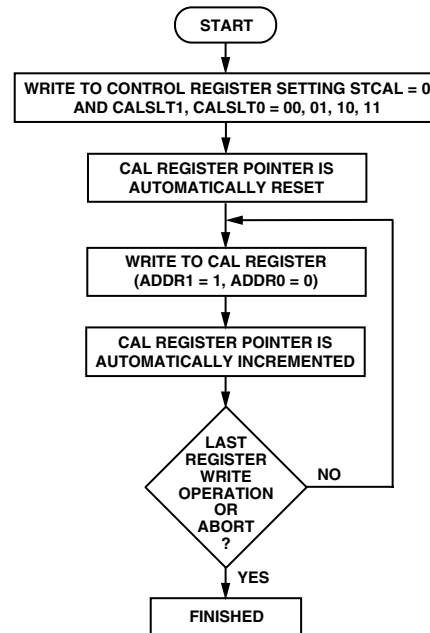 START
WRITE TO CONTROL REGISTER SETTING STCAL = 0
AND CALSLT1, CALSLT0 = 00, 01, 10, 11
CAL REGISTER POINTER IS
AUTOMATICALLY RESET
WRITE TO CAL REGISTER
(ADDR1 = 1, ADDR0 = 0)
CAL REGISTER POINTER IS
AUTOMATICALLY INCREMENTED
LAST
REGISTER
WRITE
OPERATION
OR
ABORT
?
NO
YES
FINISHED